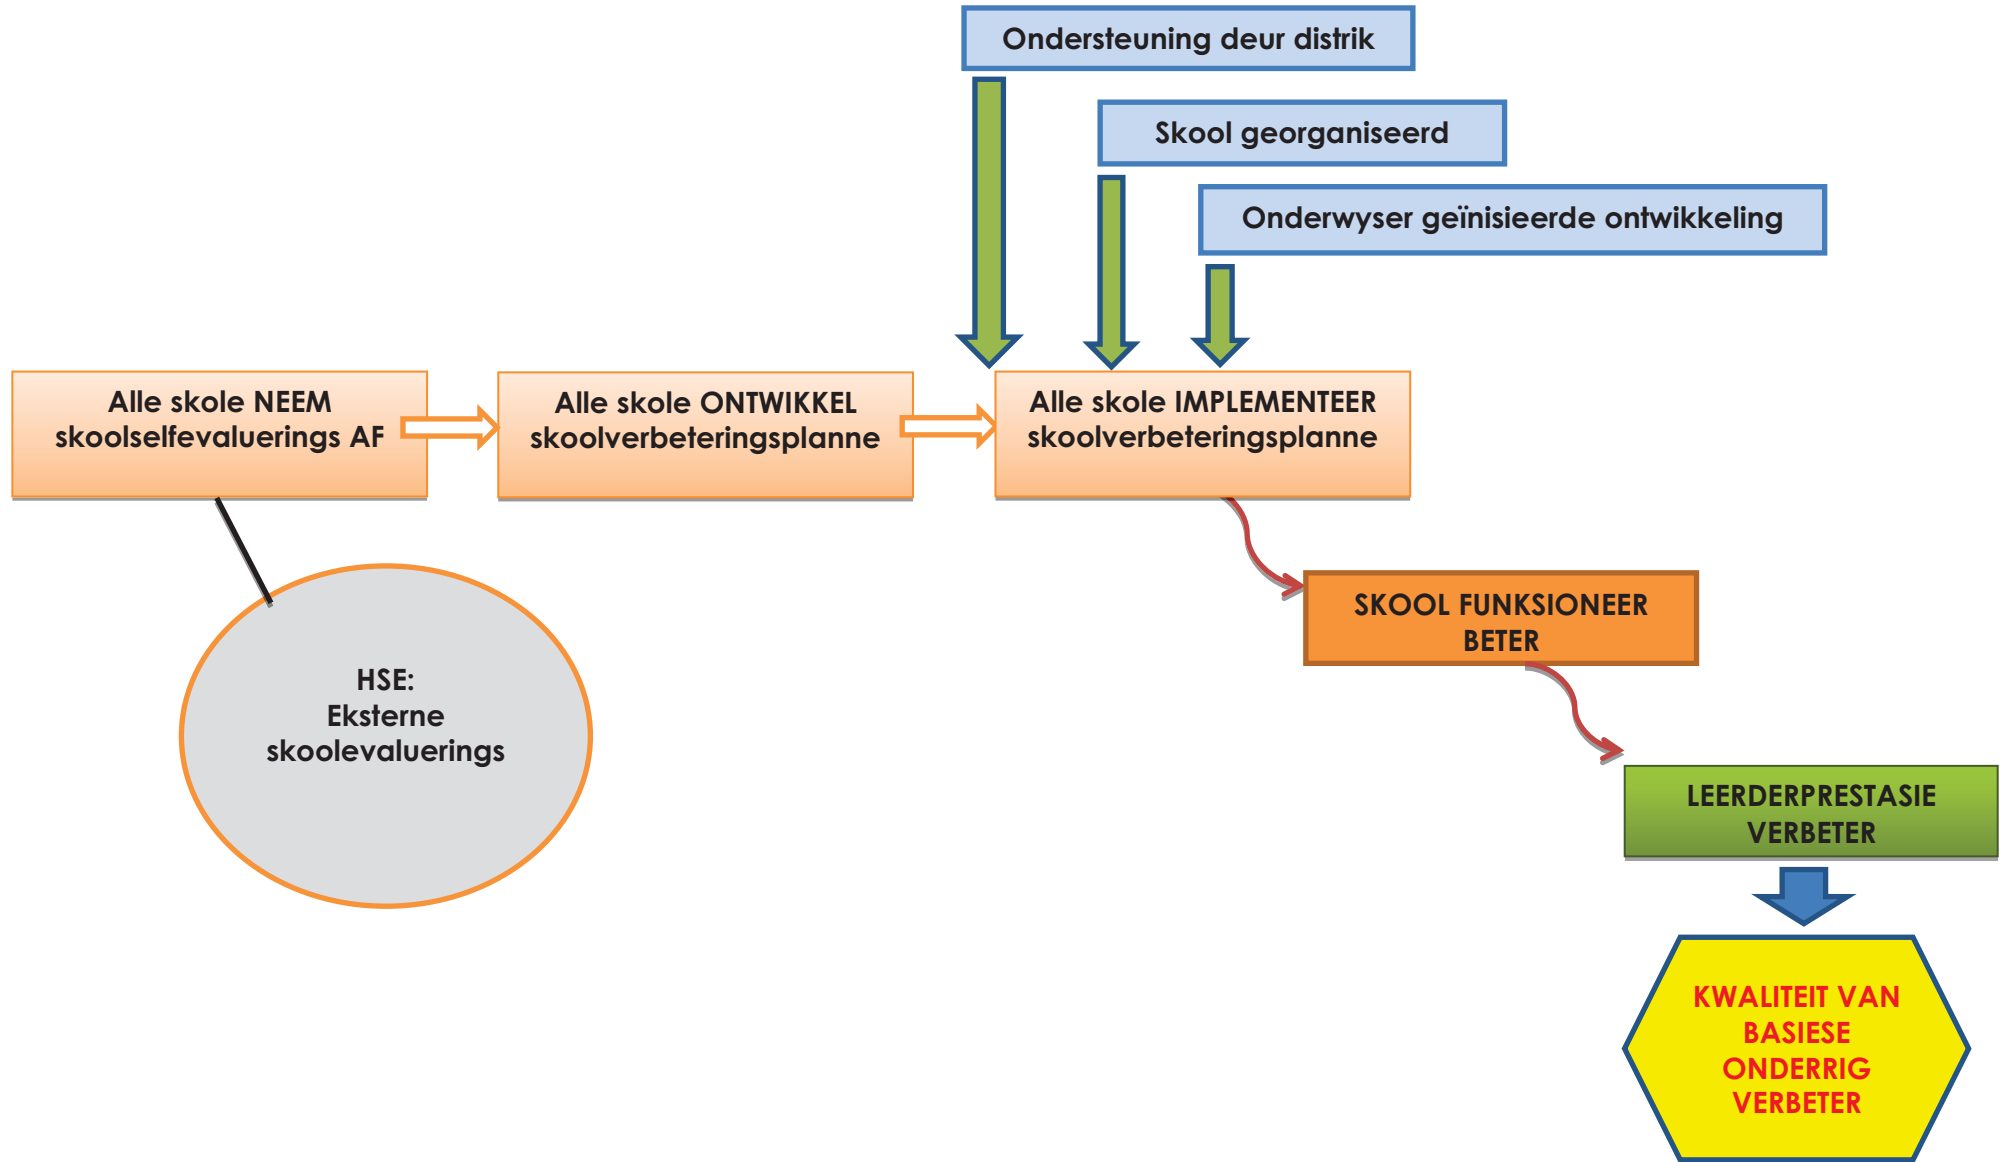 Ondersteuning deur distrik
Skool georganiseerd
Onderwyser geïnisieerde ontwikkeling
Alle skole NEEM
skoolselfevaluerings AF
Alle skole ONTWIKKEL
skoolverbeteringsplanne
Alle skole IMPLEMENTEER
skoolverbeteringsplanne
SKOOL FUNKSIONEER
BETER
HSE:
Eksterne
skoolevaluerings
LEERDERPRESTASIE
VERBETER
KWALITEIT VAN
BASIESE
ONDERRIG
VERBETER